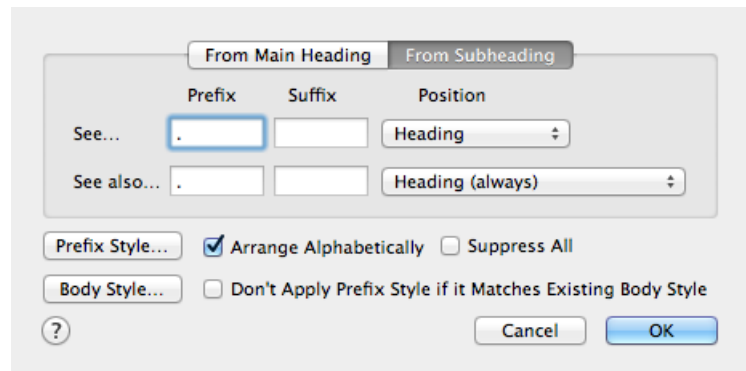 From Main Heading From Subheading
Prefix Suffix Position
See... . Heading
See also... . Heading (always)
Prefix Style... Arrange Alphabetically Suppress All
Body Style... Don't Apply Prefix Style if it Matches Existing Body Style
? Cancel OK